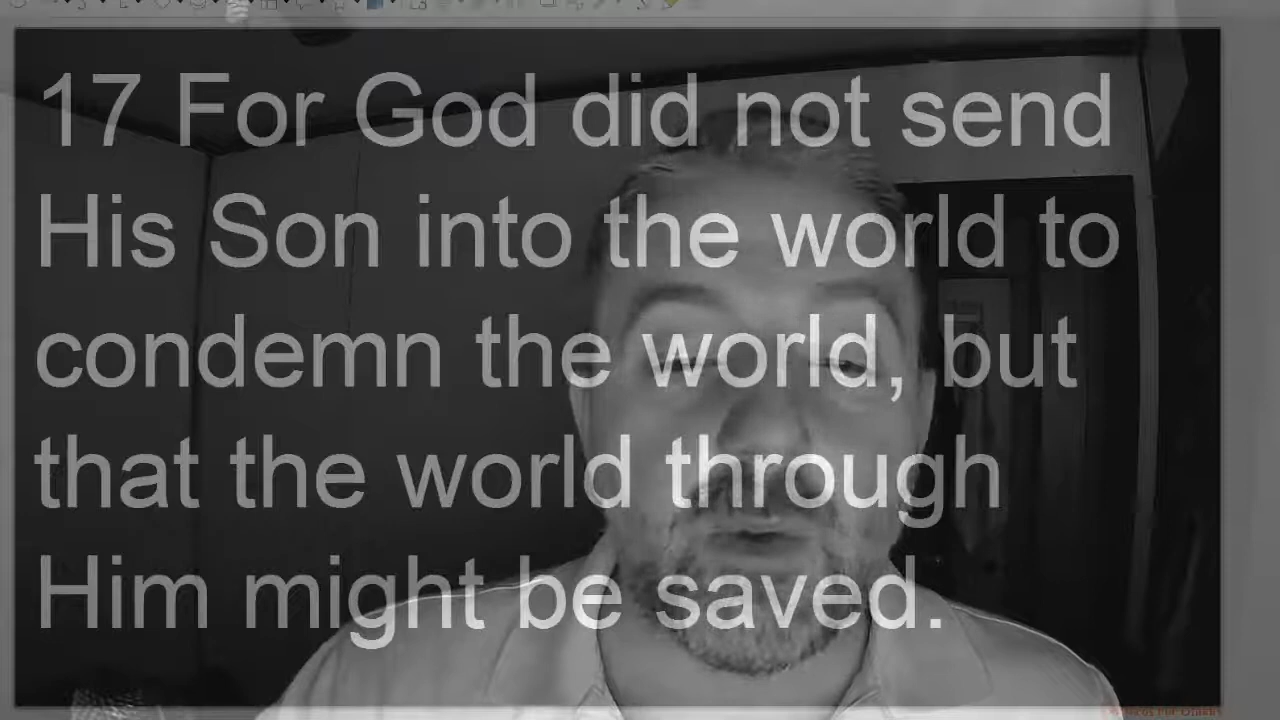 17 For God did not send
His Son into the world to
condemn the world, but
that the world through
Him might be saved.